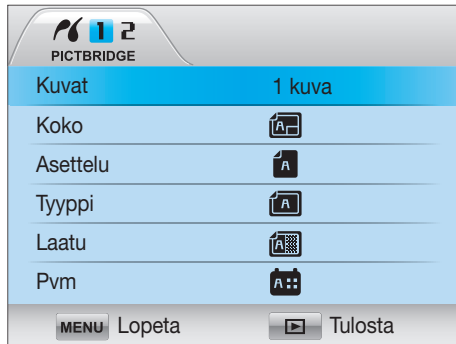 1 2
PICTBRIDGE
Kuvat 1 kuva
Koko A
Asettelu A
Tyyppi A
Laatu A
Pvm A
MENU Lopeta Tulosta